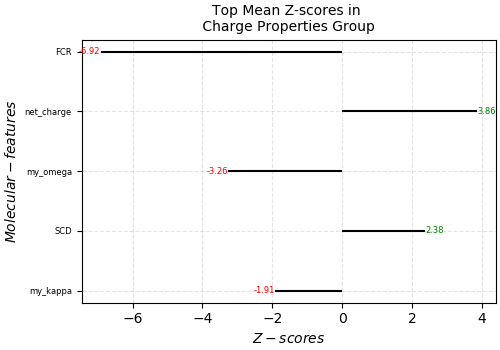 Top Mean Z-scores in
Charge Properties Group
FCR
-6.92
net_charge
3.86
my_omega
-3.26
SCD
2.38
my_kappa
-1.91
Molecular-features
−6
−4
−2
0
2
4
Z-scores